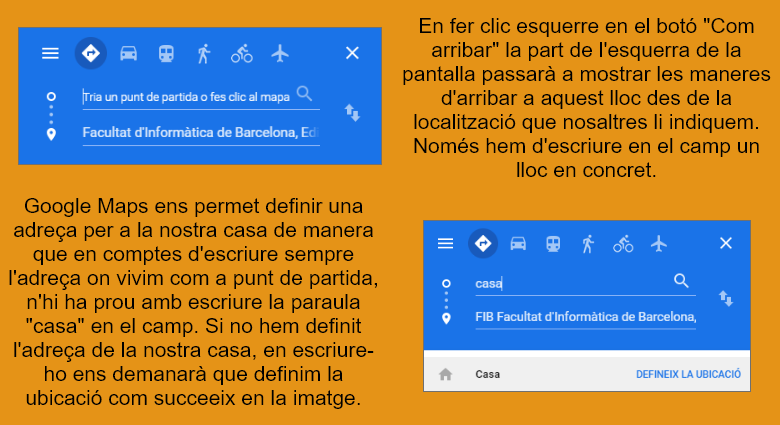 Tria un punt de partida o fes clic al mapa
Facultat d'Informàtica de Barcelona, Edi
En fer clic esquerre en el botó "Com
arribar" la part de l'esquerra de la
pantalla passarà a mostrar les maneres
d'arribar a aquest lloc des de la
localització que nosaltres li indiquem.
Només hem d'escriure en el camp un
lloc en concret.
Google Maps ens permet definir una
adreça per a la nostra casa de manera
que en comptes d'escriure sempre
l'adreça on vivim com a punt de partida,
n'hi ha prou amb escriure la paraula
"casa" en el camp. Si no hem definit
l'adreça de la nostra casa, en escriure-
ho ens demanarà que definim la
ubicació com succeeix en la imatge.
casa
FIB Facultat d'Informàtica de Barcelona,
Casa DEFINEIX LA UBICACIÓ